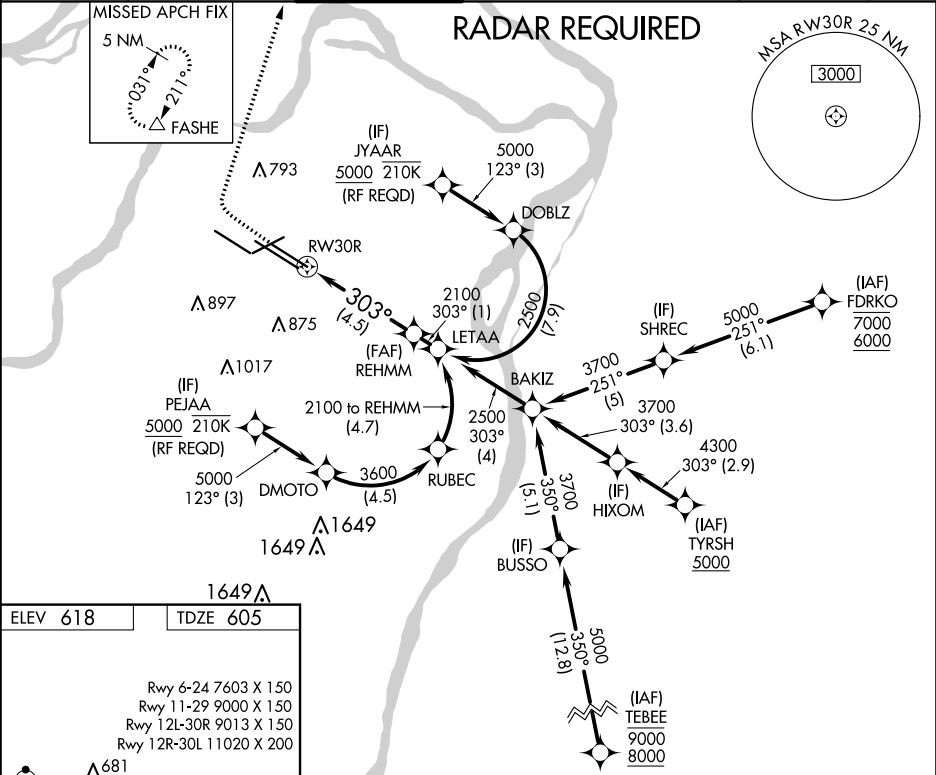 MISSED APCH FIX
5 NM
031°
211°
FASHE
RADAR REQUIRED
MSA RW30R 25 NM
3000
793
(IF)
JYAAR
5000 210K
(RF REQD)
5000
123° (3)
DOBLZ
RW30R
2500
(7.9)
897
875
303°
(4.5)
2100
303° (1)
LETAA
(FAF)
REHMM
(IAF)
FDRKO
7000
6000
5000
251°
(6.1)
(IF)
SHREC
3700
251°
(5)
BAKIZ
1017
(IF)
PEJAA
5000 210K
(RF REQD)
2100 to REHMM
(4.7)
2500
303°
(4)
3700
303° (3.6)
4300
303° (2.9)
5000
123° (3)
DMOTO
3600
(4.5)
RUBEC
3700
350°
(5.1)
(IF)
HIXOM
(IAF)
TYRSH
5000
1649
1649
(IF)
BUSSO
1649
5000
350°
(12.8)
(IAF)
TEBEE
9000
8000
ELEV 618
TDZE 605
Rwy 6-24 7603 X 150
Rwy 11-29 9000 X 150
Rwy 12L-30R 9013 X 150
Rwy 12R-30L 11020 X 200
681